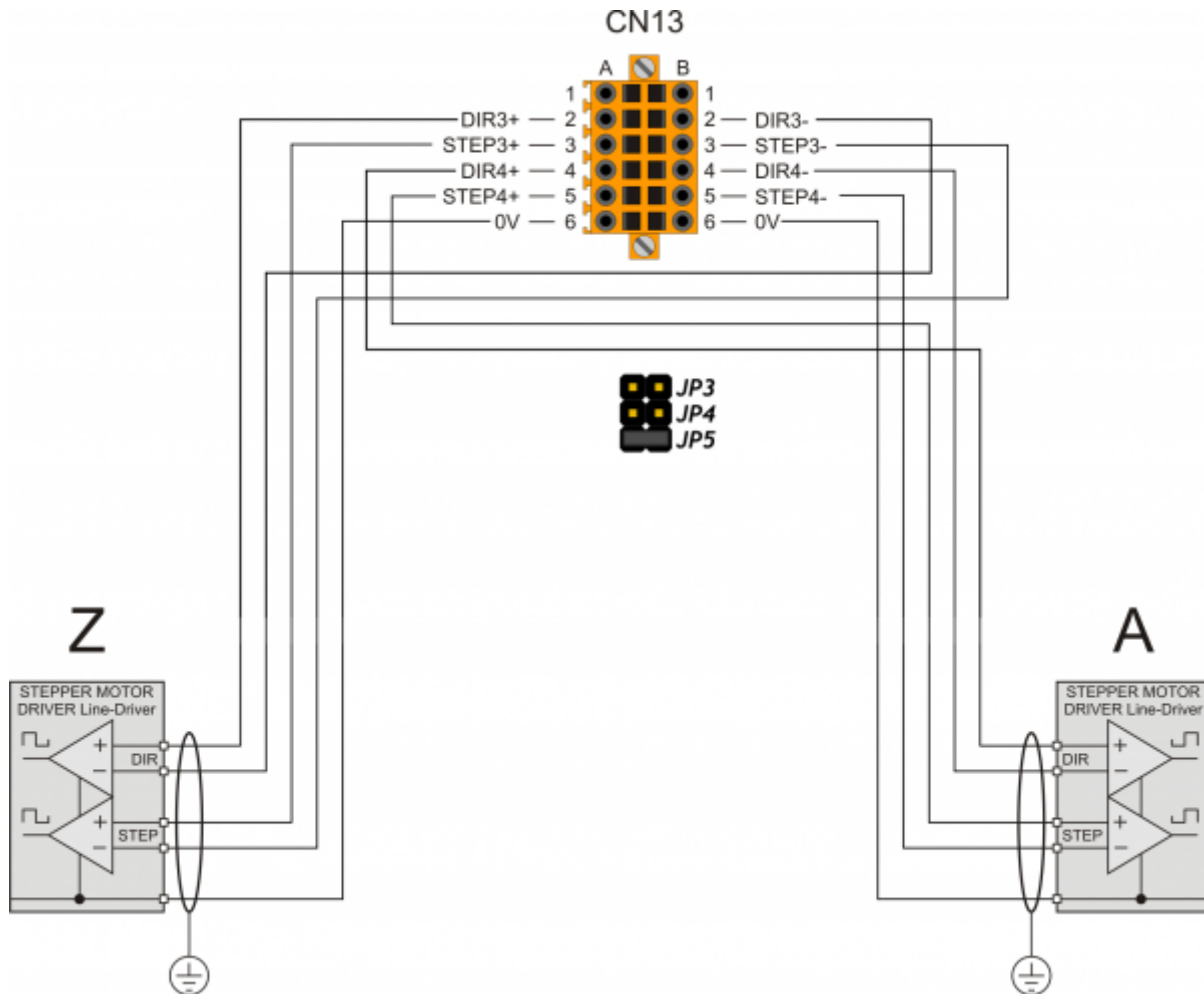 CN13
A B
1 1
DIR3+ 2 2 DIR3-
STEP3+ 3 3 STEP3-
DIR4+ 4 4 DIR4-
STEP4+ 5 5 STEP4-
0V 6 6 0V
JP3
JP4
JP5
Z
STEPPER MOTOR
DRIVER Line-Driver
+
DIR
−
+
STEP
−
A
STEPPER MOTOR
DRIVER Line-Driver
+
DIR
−
+
STEP
−